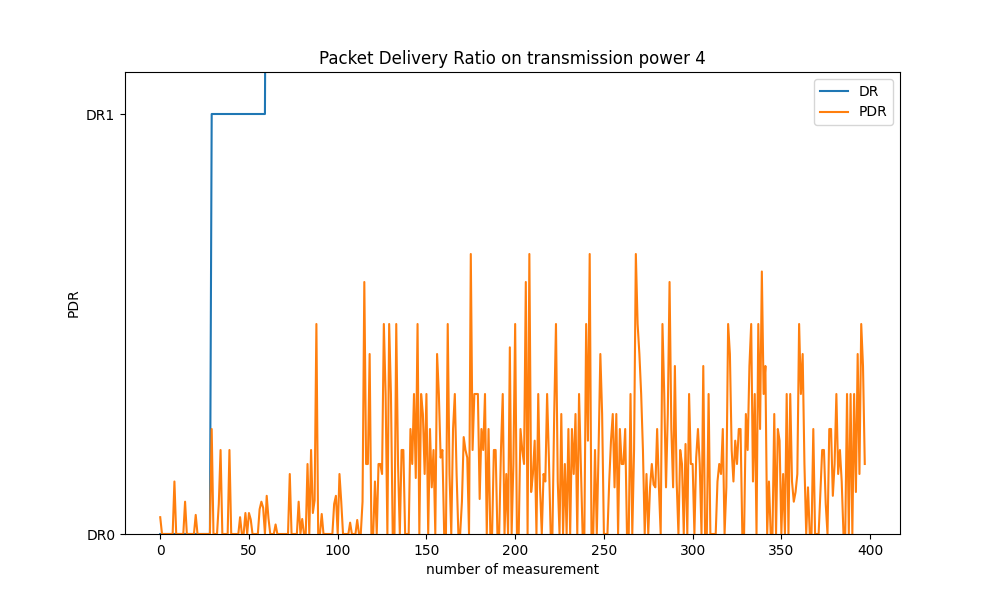 Packet Delivery Ratio on transmission power 4
DR
PDR
DR1
PDR
DR0
0 50 100 150 200 250 300 350 400
number of measurement